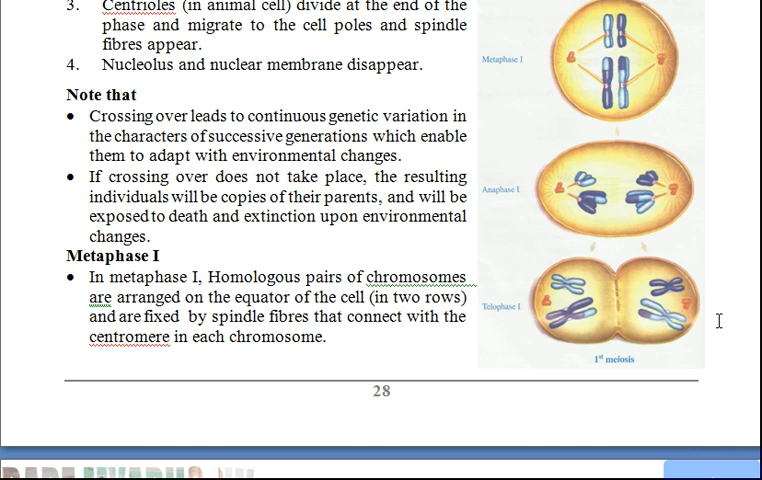 3. Centrioles (in animal cell) divide at the end of the
phase and migrate to the cell poles and spindle
fibres appear.
4. Nucleolus and nuclear membrane disappear.
Note that
• Crossing over leads to continuous genetic variation in
the characters of successive generations which enable
them to adapt with environmental changes.
• If crossing over does not take place, the resulting
individuals will be copies of their parents, and will be
exposed to death and extinction upon environmental
changes.
Metaphase I
• In metaphase I, Homologous pairs of chromosomes
are arranged on the equator of the cell (in two rows)
and are fixed by spindle fibres that connect with the
centromere in each chromosome.
Metaphase I
Anaphase I
Telophase I
1st meiosis
28